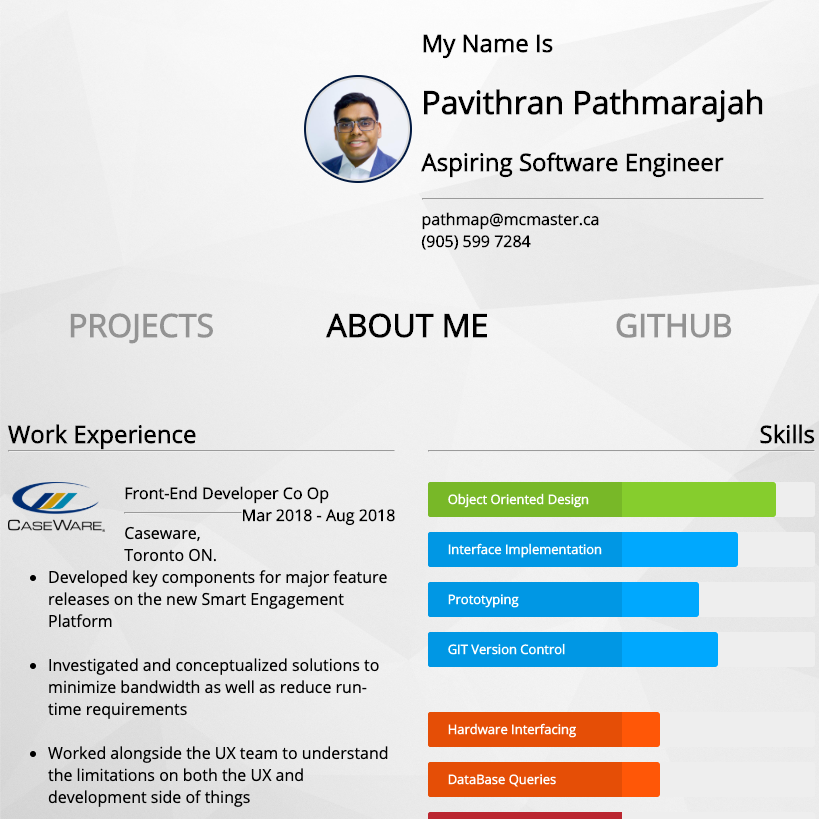 My Name Is
Pavithran Pathmarajah
Aspiring Software Engineer
pathmap@mcmaster.ca
(905) 599 7284
PROJECTS
ABOUT ME
GITHUB
Work Experience
CASEWARE®
Front-End Developer Co Op
Mar 2018 - Aug 2018
Caseware,
Toronto ON.
• Developed key components for major feature
releases on the new Smart Engagement
Platform
• Investigated and conceptualized solutions to
minimize bandwidth as well as reduce run-
time requirements
• Worked alongside the UX team to understand
the limitations on both the UX and
development side of things
Skills
Object Oriented Design
Interface Implementation
Prototyping
GIT Version Control
Hardware Interfacing
DataBase Queries